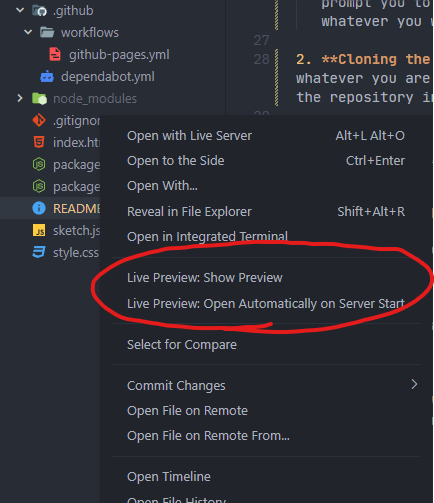 .github
workflows
github-pages.yml
dependabot.yml
node_modules
.gitignor
index.ht
package
package
README
sketch.js
style.css
prompt you to
whatever you w
27
28 2. **Cloning the
whatever you are
the repository i
Open with Live Server Alt+L Alt+O
Open to the Side Ctrl+Enter
Open With...
Reveal in File Explorer Shift+Alt+R
Open in Integrated Terminal
Live Preview: Show Preview
Live Preview: Open Automatically on Server Start
Select for Compare
Commit Changes
Open File on Remote
Open File on Remote From...
Open Timeline
Open File History